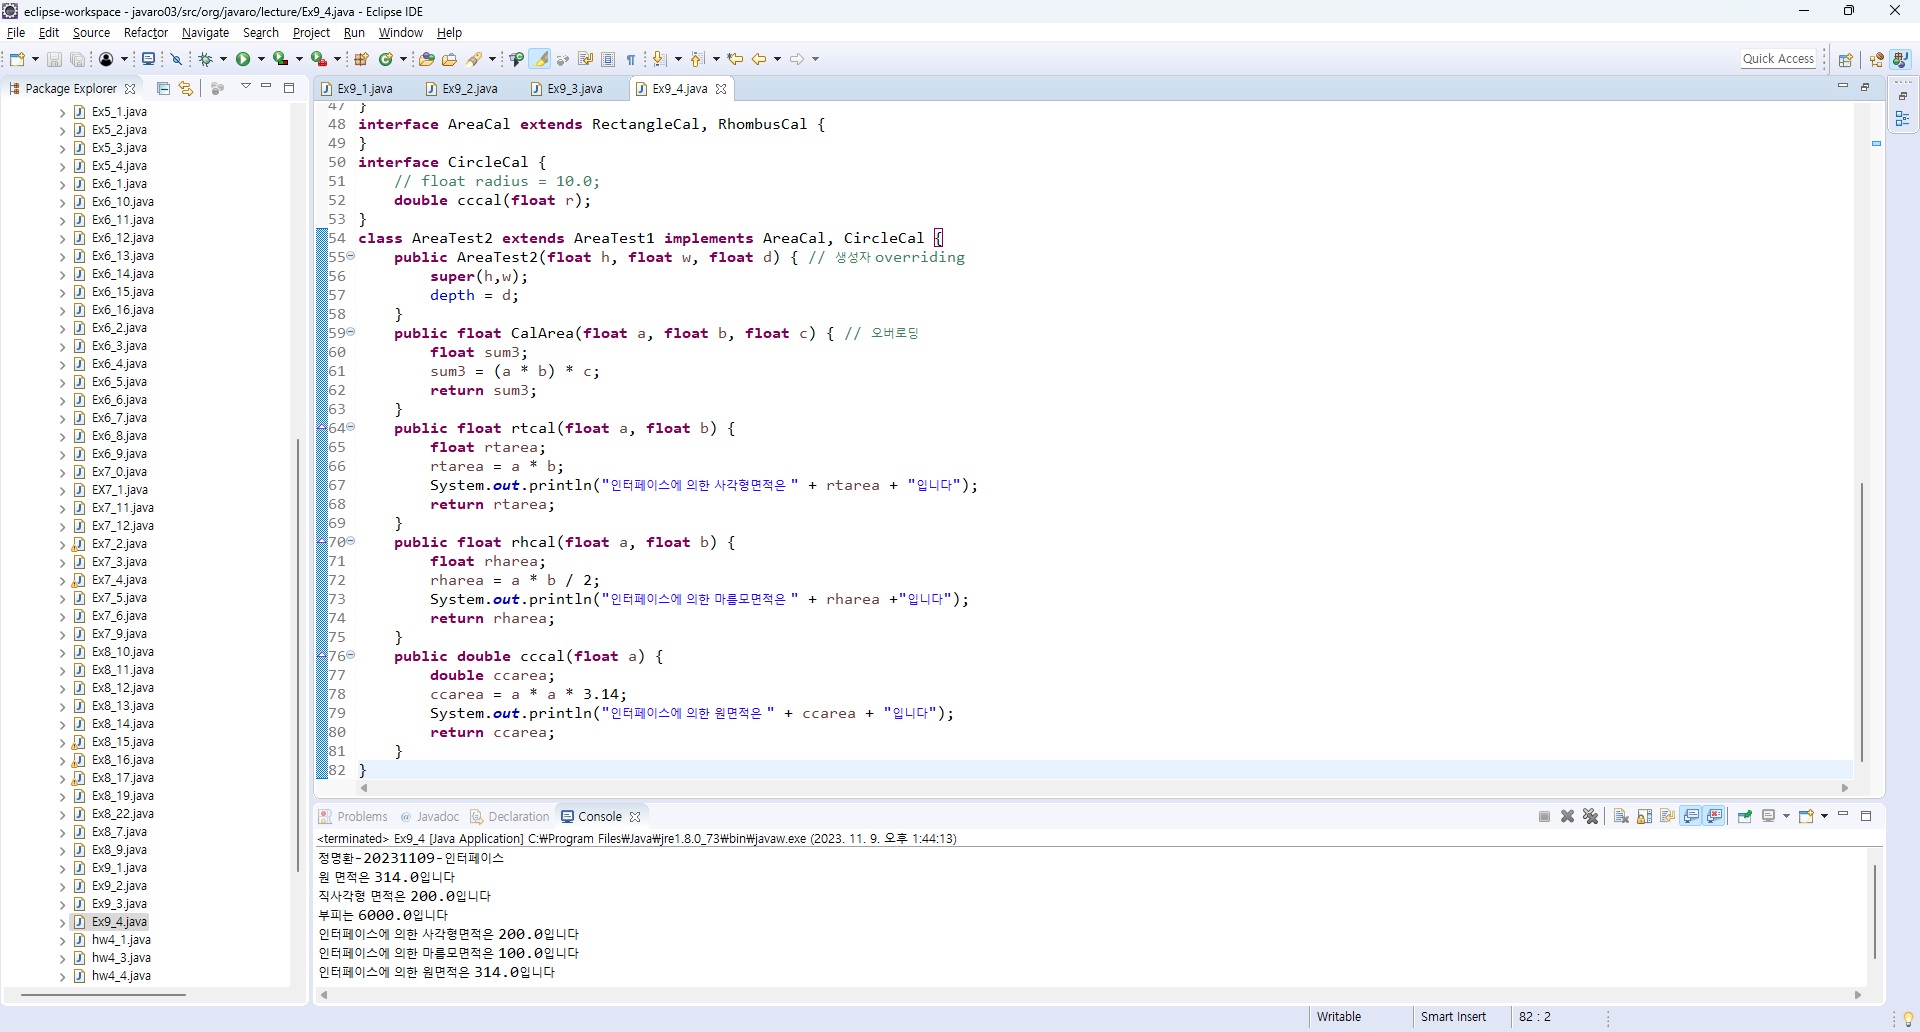 eclipse-workspace - javaro03/src/org/javaro/lecture/Ex9_4.java - Eclipse IDE
File Edit Source Refactor Navigate Search Project Run Window Help
Quick Access
Package Explorer
Ex5_1.java
Ex5_2.java
Ex5_3.java
Ex5_4.java
Ex6_1.java
Ex6_10.java
Ex6_11.java
Ex6_12.java
Ex6_13.java
Ex6_14.java
Ex6_15.java
Ex6_16.java
Ex6_2.java
Ex6_3.java
Ex6_4.java
Ex6_5.java
Ex6_6.java
Ex6_7.java
Ex6_8.java
Ex6_9.java
Ex7_0.java
EX7_1.java
Ex7_11.java
Ex7_12.java
Ex7_2.java
Ex7_3.java
Ex7_4.java
Ex7_5.java
Ex7_6.java
Ex7_9.java
Ex8_10.java
Ex8_11.java
Ex8_12.java
Ex8_13.java
Ex8_14.java
Ex8_15.java
Ex8_16.java
Ex8_17.java
Ex8_19.java
Ex8_22.java
Ex8_7.java
Ex8_9.java
Ex9_1.java
Ex9_2.java
Ex9_3.java
Ex9_4.java
hw4_1.java
hw4_3.java
hw4_4.java
Ex9_1.java Ex9_2.java Ex9_3.java Ex9_4.java
47 }
48 interface AreaCal extends RectangleCal, RhombusCal {
49 }
50 interface CircleCal {
51 // float radius = 10.0;
52 double cccal(float r);
53 }
54 class AreaTest2 extends AreaTest1 implements AreaCal, CircleCal {
55 public AreaTest2(float h, float w, float d) { // 생성자 overriding
56 super(h,w);
57 depth = d;
58 }
59 public float CalArea(float a, float b, float c) { // 오버로딩
60 float sum3;
61 sum3 = (a * b) * c;
62 return sum3;
63 }
64 public float rtcal(float a, float b) {
65 float rtarea;
66 rtarea = a * b;
67 System.out.println("인터페이스에 의한 사각형면적은 " + rtarea + "입니다");
68 return rtarea;
69 }
70 public float rhcal(float a, float b) {
71 float rharea;
72 rharea = a * b / 2;
73 System.out.println("인터페이스에 의한 마름모면적은 " + rharea +"입니다");
74 return rharea;
75 }
76 public double cccal(float a) {
77 double ccarea;
78 ccarea = a * a * 3.14;
79 System.out.println("인터페이스에 의한 원면적은 " + ccarea + "입니다");
80 return ccarea;
81 }
82 }
Problems @ Javadoc Declaration Console
<terminated> Ex9_4 [Java Application] C:₩Program Files₩Java₩jre1.8.0_73₩bin₩javaw.exe (2023. 11. 9. 오후 1:44:13)
정명환-20231109-인터페이스
원 면적은 314.0입니다
직사각형 면적은 200.0입니다
부피는 6000.0입니다
인터페이스에 의한 사각형면적은 200.0입니다
인터페이스에 의한 마름모면적은 100.0입니다
인터페이스에 의한 원면적은 314.0입니다
Writable Smart Insert 82 : 2